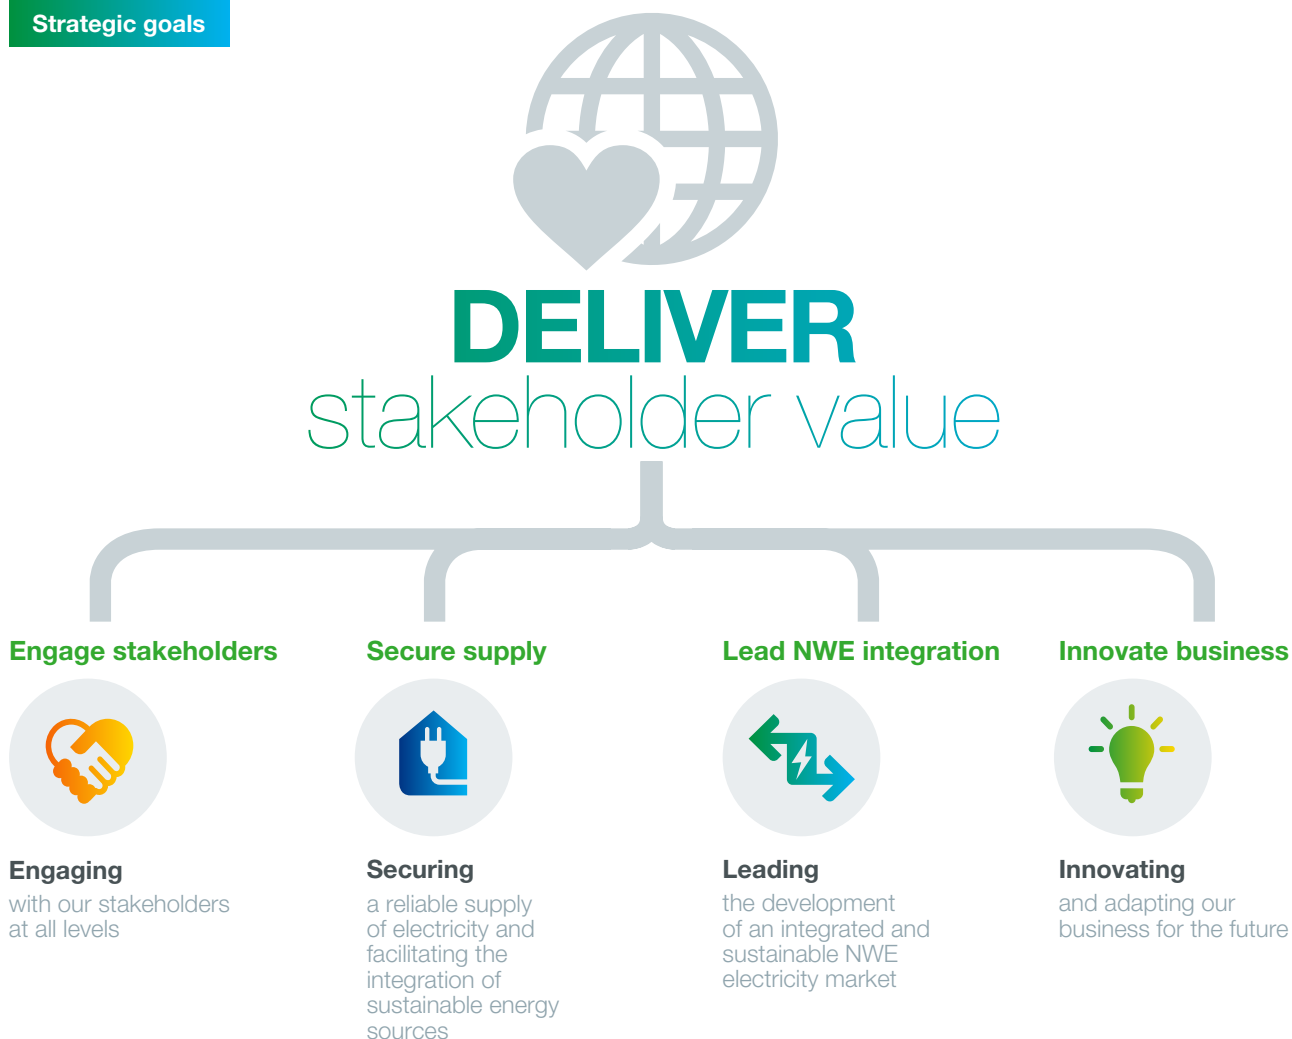 Strategic goals
DELIVER
stakeholder value
Engage stakeholders
Engaging
with our stakeholders
at all levels
Secure supply
Securing
a reliable supply
of electricity and
facilitating the
integration of
sustainable energy
sources
Lead NWE integration
Leading
the development
of an integrated and
sustainable NWE
electricity market
Innovate business
Innovating
and adapting our
business for the future